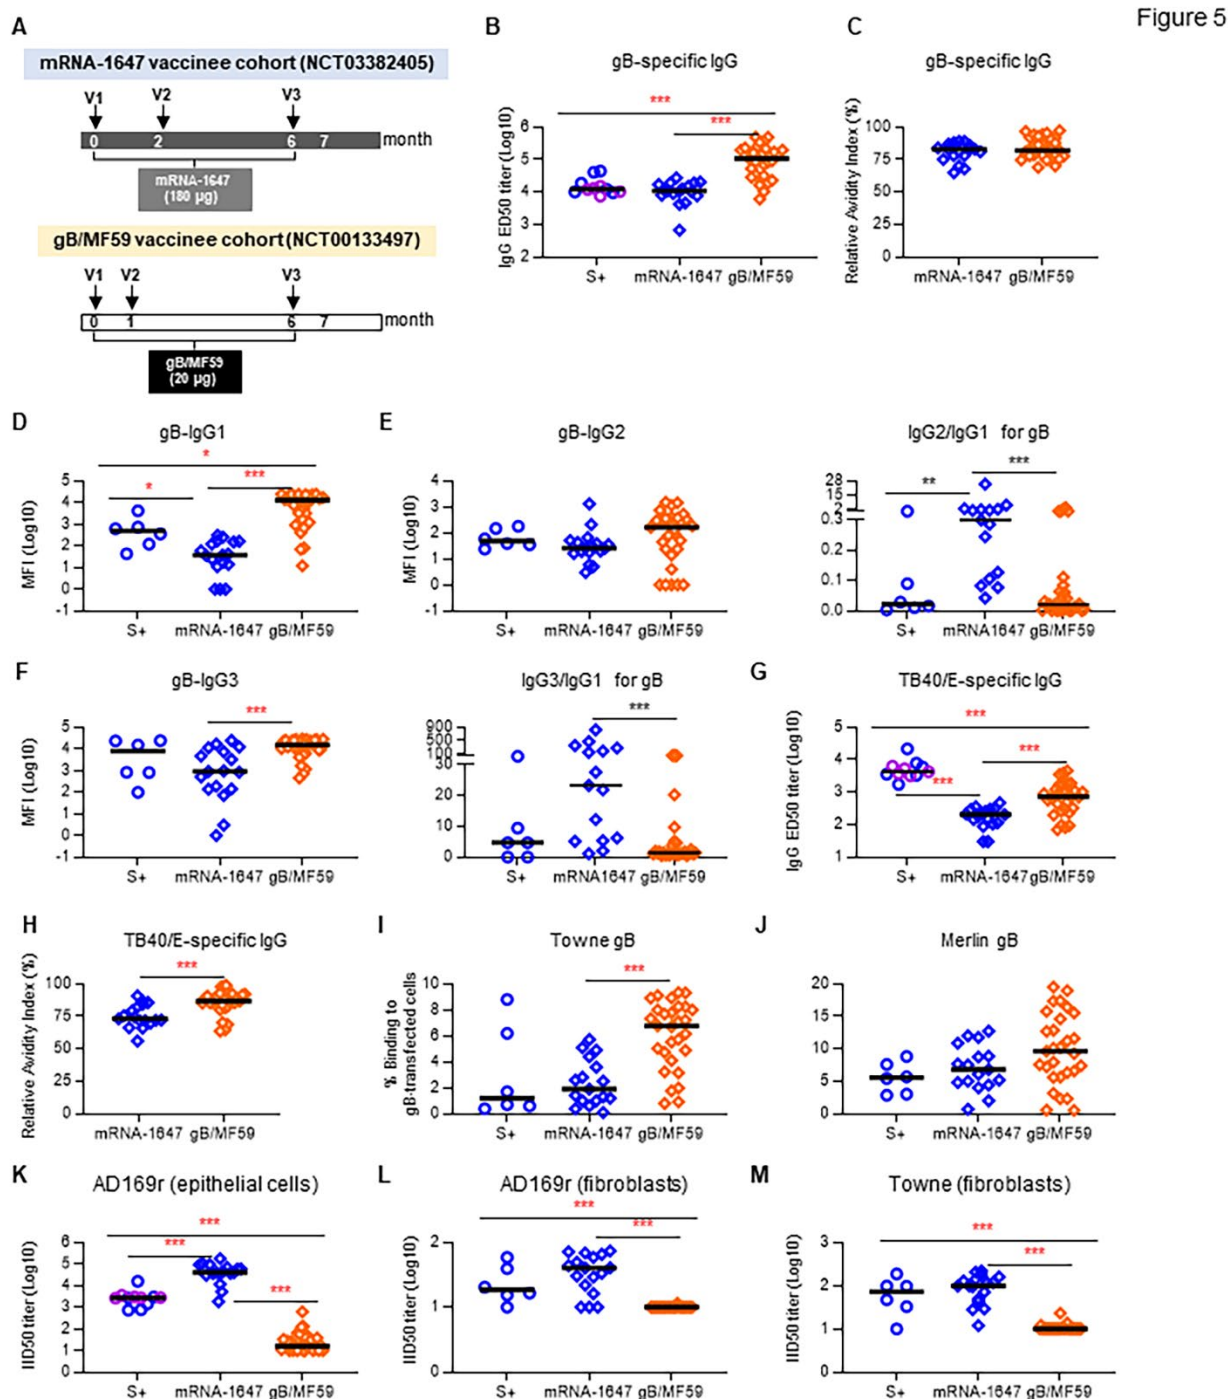 Figure 5
A
mRNA-1647 vaccinee cohort (NCT03382405)
V1 V2 V3
0 2 6 7 month
mRNA-1647
(180 µg)
gB/MF59 vaccinee cohort (NCT00133497)
V1 V2 V3
0 1 6 7 month
gB/MF59
(20 µg)
B
gB-specific IgG
***
***
IgG ED50 titer (Log10)
6
5
4
3
2
S+ mRNA-1647 gB/MF59
C
gB-specific IgG
Relative Avidity Index (%)
100
75
50
25
0
mRNA-1647 gB/MF59
D
gB-IgG1
*
* ***
MFI (Log10)
5
4
3
2
1
0
-1
S+ mRNA-1647 gB/MF59
E
gB-IgG2
MFI (Log10)
4
3
2
1
0
-1
S+ mRNA-1647 gB/MF59
IgG2/IgG1 for gB
** ***
28
15
2
0.3
0.2
0.1
0.0
S+ mRNA1647 gB/MF59
F
gB-IgG3
***
MFI (Log10)
5
4
3
2
1
0
-1
S+ mRNA-1647 gB/MF59
IgG3/IgG1 for gB
***
900
500
100
30
20
10
0
S+ mRNA1647 gB/MF59
G
TB40/E-specific IgG
***
***
***
IgG ED50 titer (Log10)
5
4
3
2
1
S+ mRNA-1647 gB/MF59
H
TB40/E-specific IgG
***
Relative Avidity Index (%)
100
75
50
25
0
mRNA-1647 gB/MF59
I
Towne gB
***
% Binding to
gB-transfected cells
10
8
6
4
2
0
S+ mRNA-1647 gB/MF59
J
Merlin gB
20
15
10
5
0
S+ mRNA-1647 gB/MF59
K
AD169r (epithelial cells)
***
***
***
IID50 titer (Log10)
6
5
4
3
2
1
0
S+ mRNA-1647 gB/MF59
L
AD169r (fibroblasts)
***
***
IID50 titer (Log10)
2
1
0
S+ mRNA-1647 gB/MF59
M
Towne (fibroblasts)
***
***
IID50 titer (Log10)
3
2
1
0
S+ mRNA-1647 gB/MF59